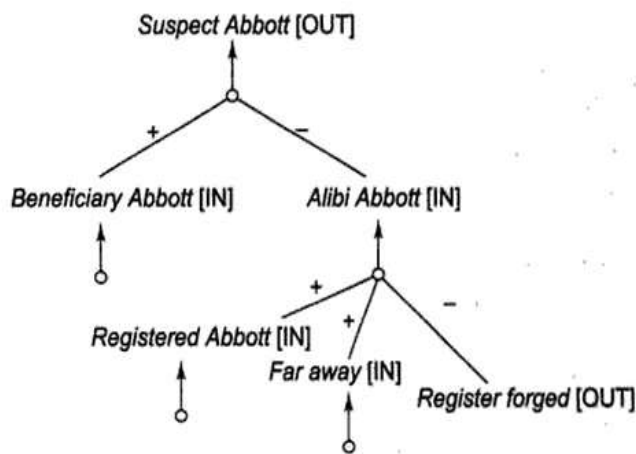 Suspect Abbott [OUT]
+ −
Beneficiary Abbott [IN] Alibi Abbott [IN]
+ + −
Registered Abbott [IN]
Far away [IN]
Register forged [OUT]